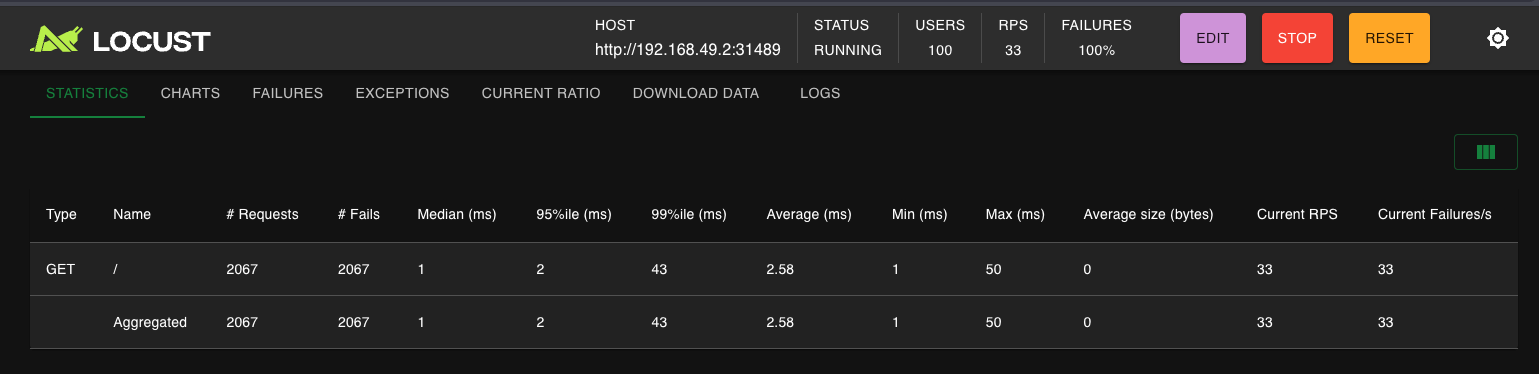 LOCUST
HOST
http://192.168.49.2:31489
STATUS
RUNNING
USERS
100
RPS
33
FAILURES
100%
EDIT
STOP
RESET
STATISTICS CHARTS FAILURES EXCEPTIONS CURRENT RATIO DOWNLOAD DATA LOGS
Type Name # Requests # Fails Median (ms) 95%ile (ms) 99%ile (ms) Average (ms) Min (ms) Max (ms) Average size (bytes) Current RPS Current Failures/s
GET / 2067 2067 1 2 43 2.58 1 50 0 33 33
Aggregated 2067 2067 1 2 43 2.58 1 50 0 33 33